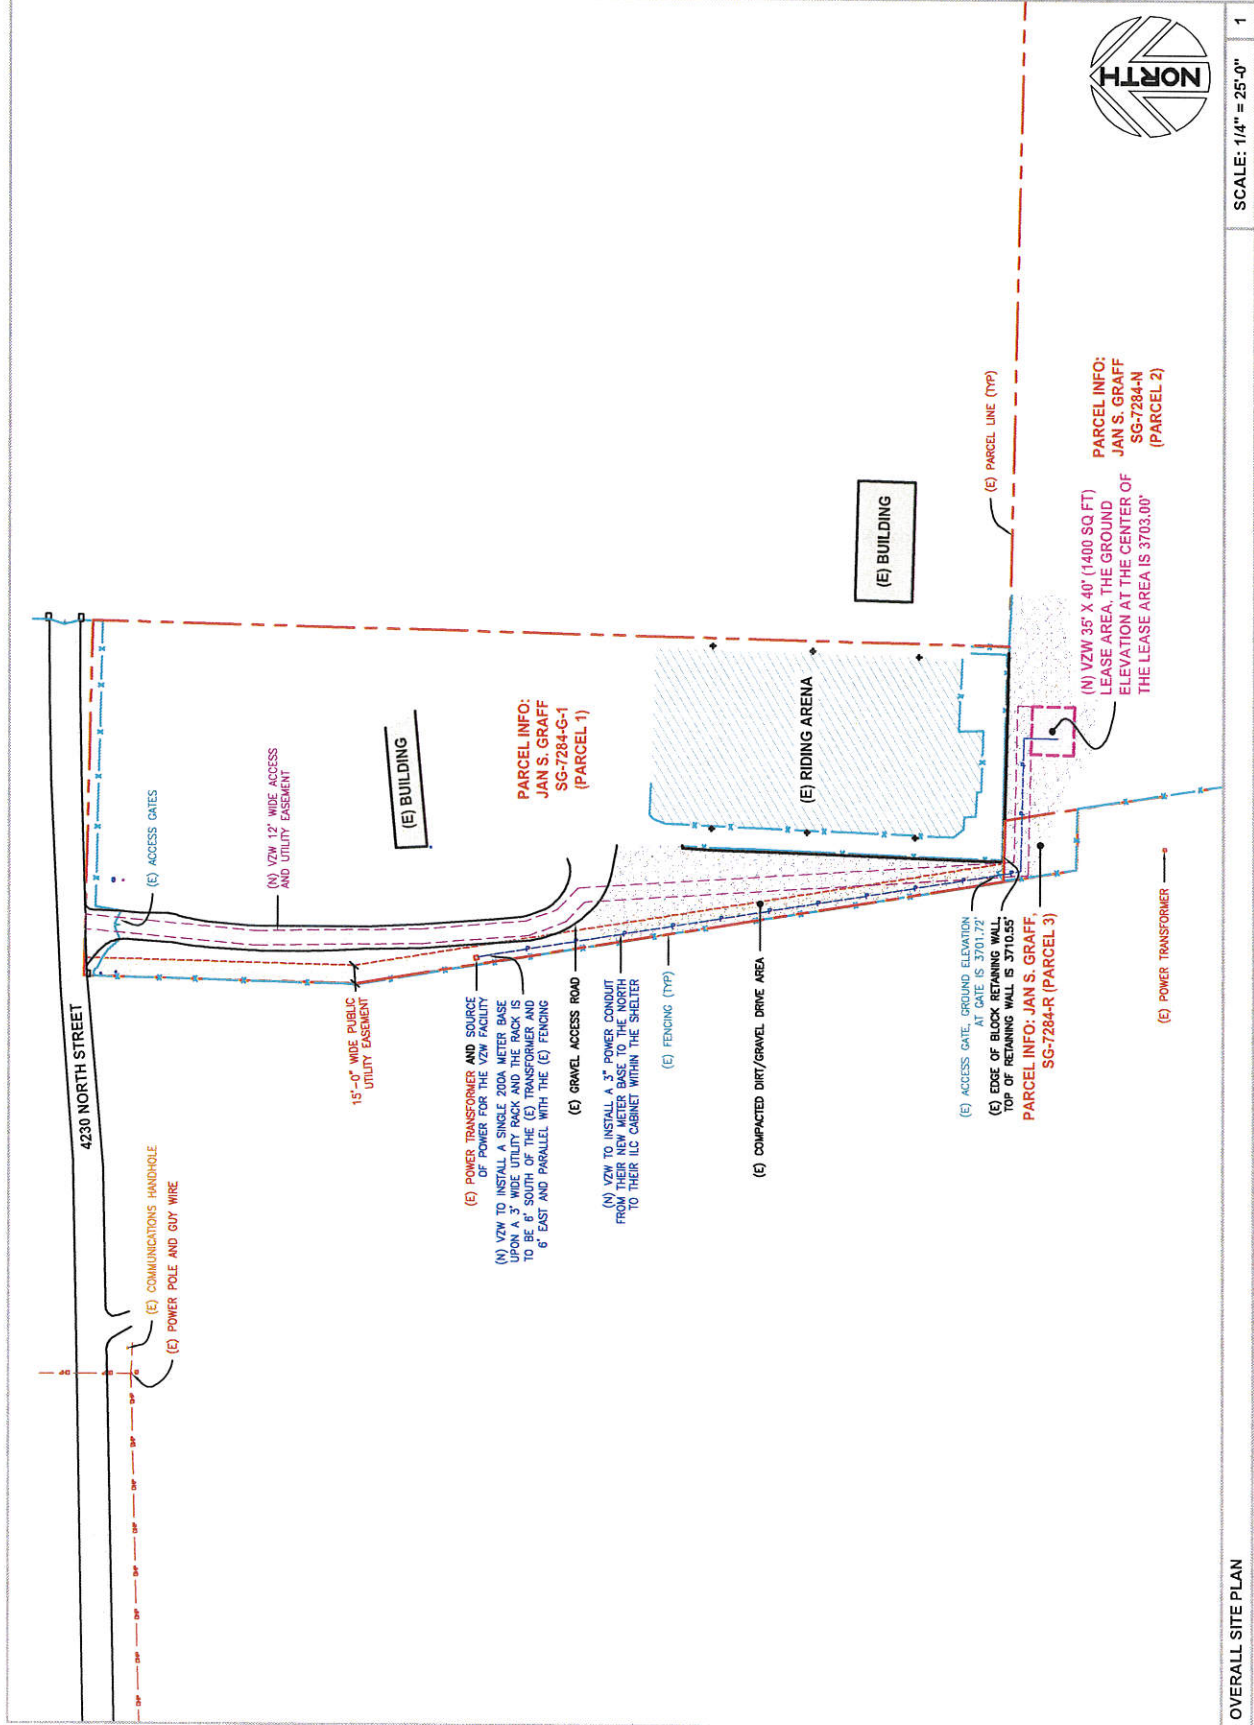 4230 NORTH STREET
(E) COMMUNICATIONS HANDHOLE
(E) POWER POLE AND GUY WIRE
(E) ACCESS GATES
(N) VZW 12' WIDE ACCESS
AND UTILITY EASEMENT
15'-0" WIDE PUBLIC
UTILITY EASEMENT
(E) BUILDING
PARCEL INFO:
JAN S. GRAFF
SG-7284-G-1
(PARCEL 1)
(E) POWER TRANSFORMER AND SOURCE
OF POWER FOR THE VZW FACILITY
(N) VZW TO INSTALL A SINGLE 200A METER BASE
UPON A 3' WIDE UTILITY RACK AND THE RACK IS
TO BE 6' SOUTH OF THE (E) TRANSFORMER AND
6' EAST AND PARALLEL WITH THE (E) FENCING
(E) GRAVEL ACCESS ROAD
(N) VZW TO INSTALL A 3" POWER CONDUIT
FROM THEIR NEW METER BASE TO THE NORTH
TO THEIR ILC CABINET WITHIN THE SHELTER
(E) FENCING (TYP)
(E) COMPACTED DIRT/GRAVEL DRIVE AREA
(E) RIDING ARENA
(E) BUILDING
(E) PARCEL LINE (TYP)
(E) ACCESS GATE, GROUND ELEVATION
AT GATE IS 3701.72'
(E) EDGE OF BLOCK RETAINING WALL,
TOP OF RETAINING WALL IS 3710.55'
PARCEL INFO: JAN S. GRAFF,
SG-7284-R (PARCEL 3)
(N) VZW 35' X 40' (1400 SQ FT)
LEASE AREA, THE GROUND
ELEVATION AT THE CENTER OF
THE LEASE AREA IS 3703.00'
PARCEL INFO:
JAN S. GRAFF
SG-7284-N
(PARCEL 2)
(E) POWER TRANSFORMER
NORTH
OVERALL SITE PLAN
SCALE: 1/4" = 25'-0"
1